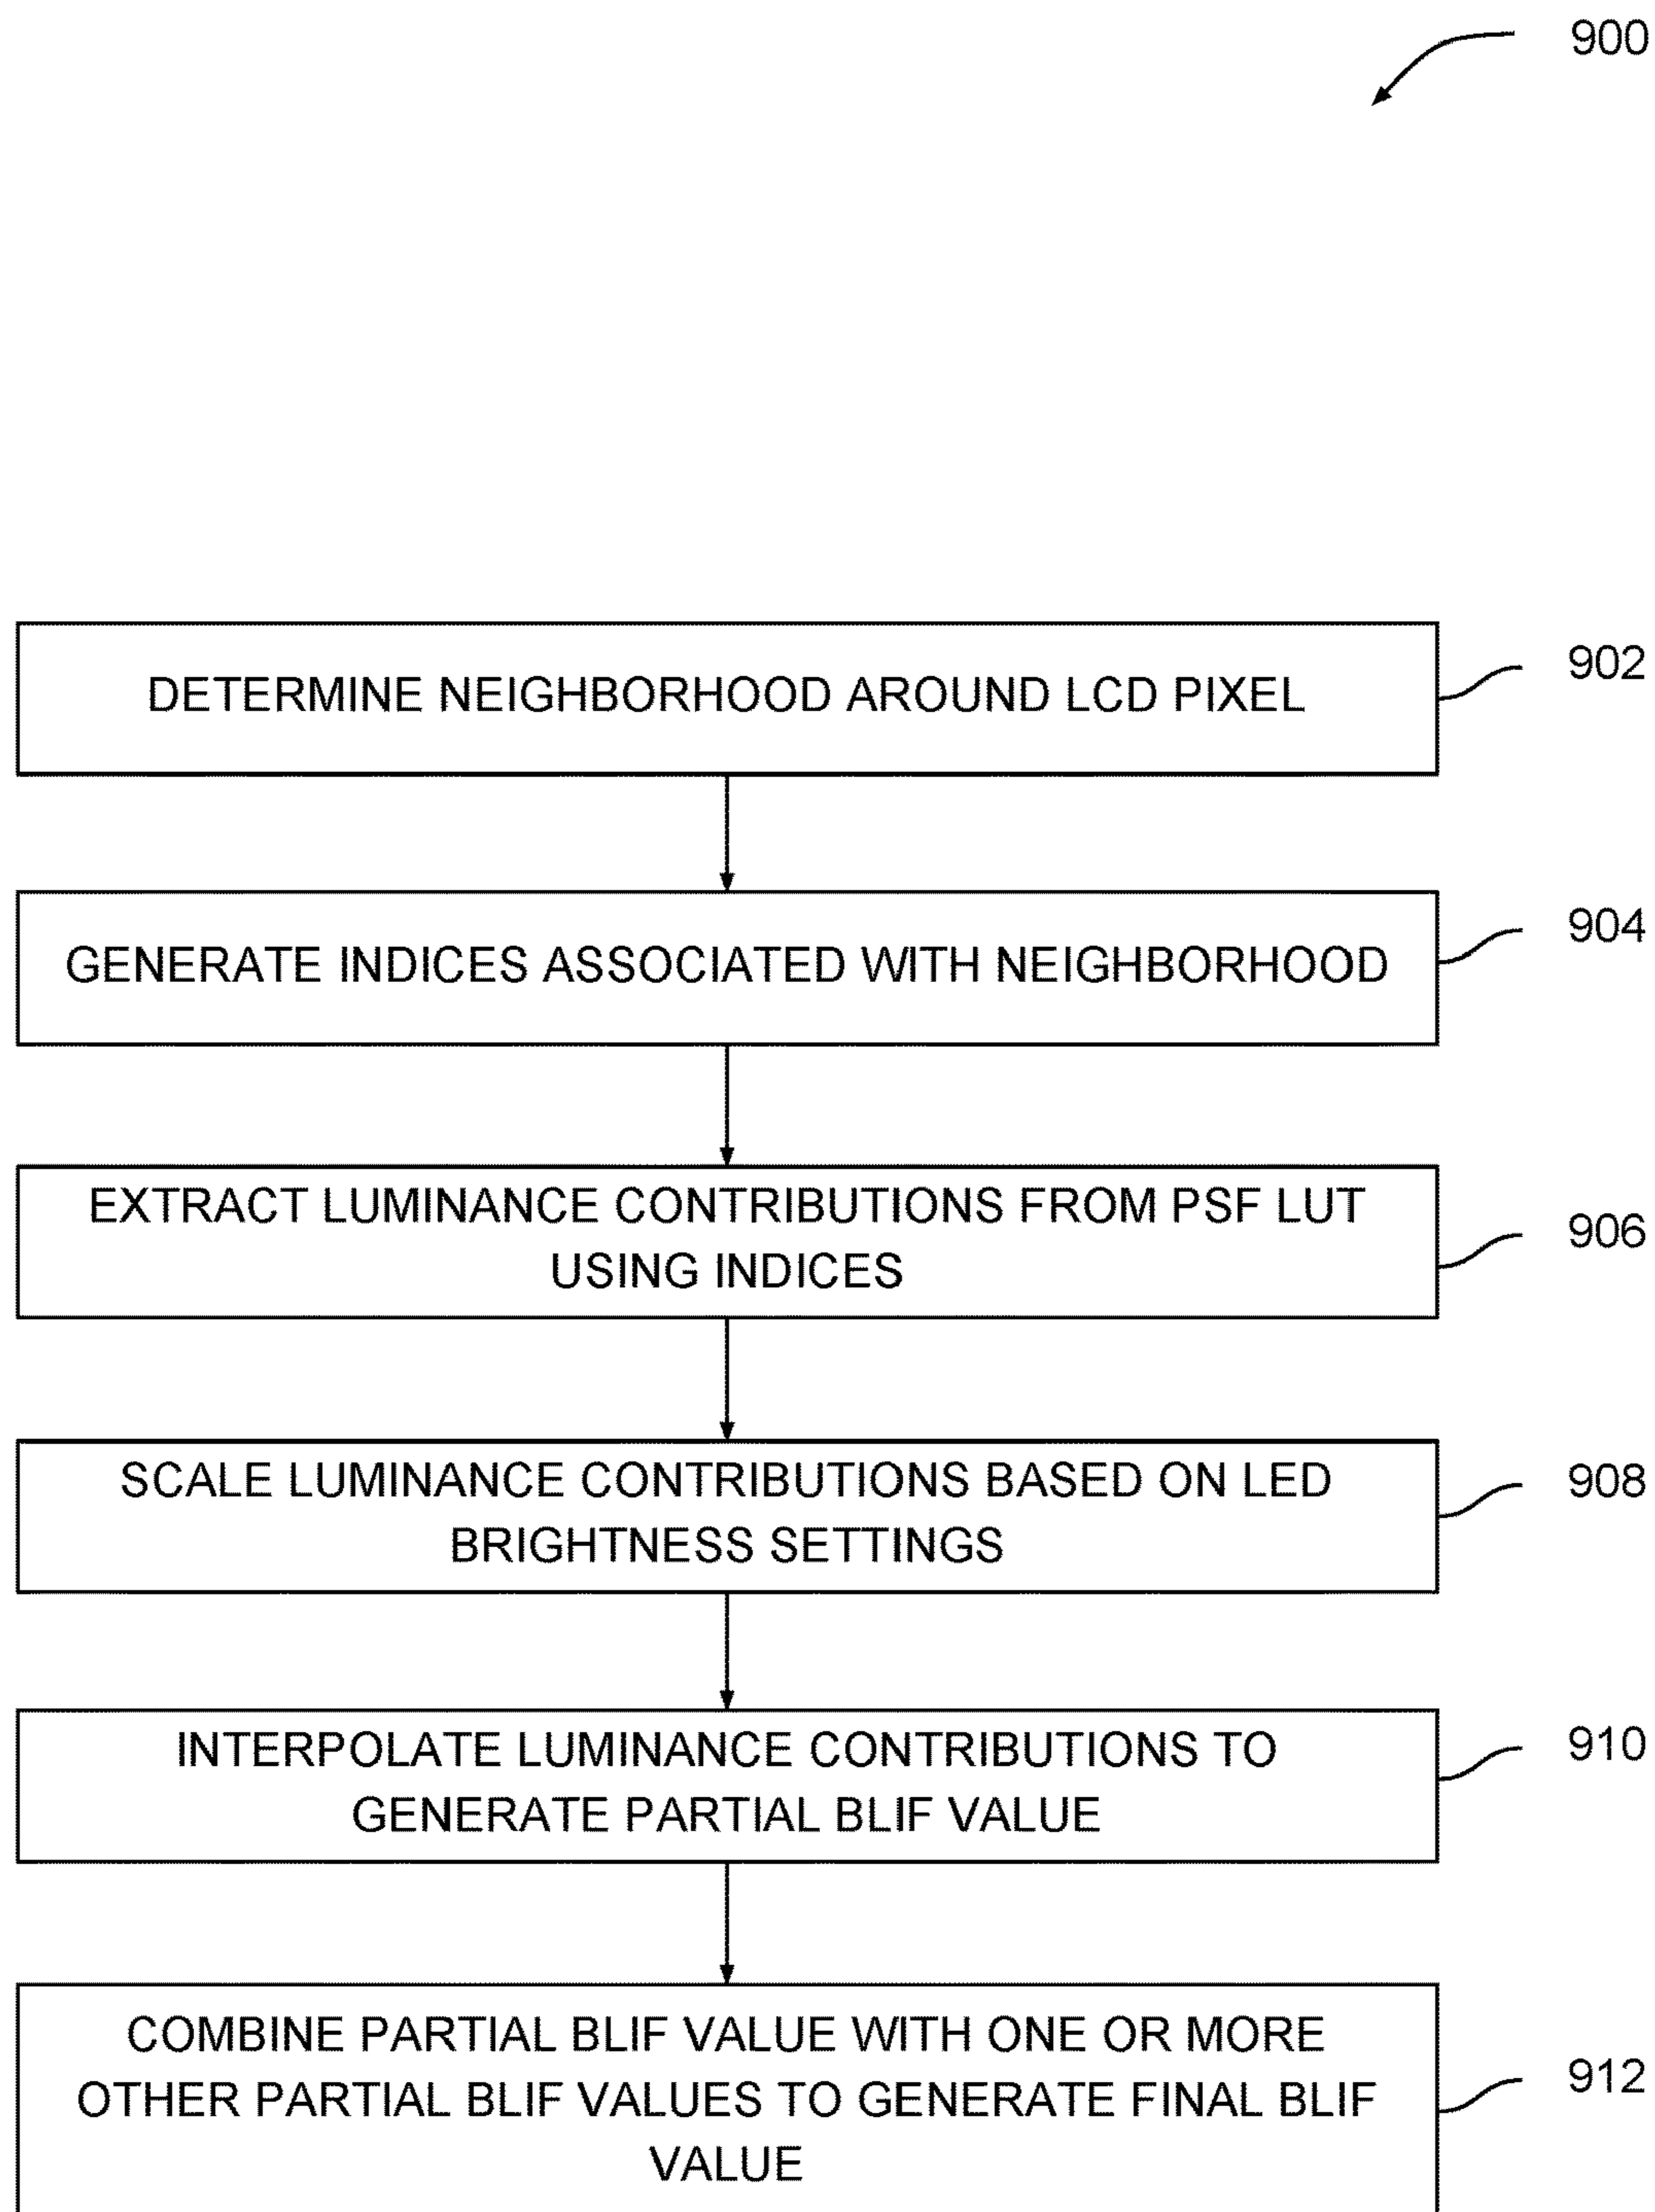 900
DETERMINE NEIGHBORHOOD AROUND LCD PIXEL
902
GENERATE INDICES ASSOCIATED WITH NEIGHBORHOOD
904
EXTRACT LUMINANCE CONTRIBUTIONS FROM PSF LUT
USING INDICES
906
SCALE LUMINANCE CONTRIBUTIONS BASED ON LED
BRIGHTNESS SETTINGS
908
INTERPOLATE LUMINANCE CONTRIBUTIONS TO
GENERATE PARTIAL BLIF VALUE
910
COMBINE PARTIAL BLIF VALUE WITH ONE OR MORE
OTHER PARTIAL BLIF VALUES TO GENERATE FINAL BLIF
VALUE
912